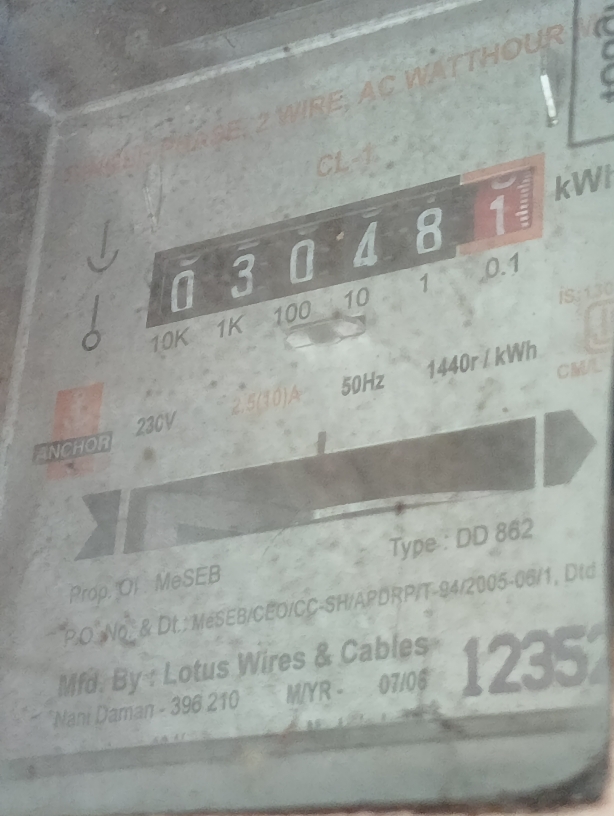 SINGLE PHASE, 2 WIRE, AC WATTHOUR
CL-1
kWh
0 3 0 4 8 1
10K 1K 100 10 1 0.1
ANCHOR 230V 2.5(10)A 50Hz 1440r / kWh
CM/L
Type : DD 862
Prop. Of : MeSEB
P.O. No. & Dt.: MeSEB/CEO/CC-SH/APDRP/T-94/2005-06/1, Dtd
Mfd. By : Lotus Wires & Cables
Nani Daman - 396 210 M/YR - 07/06
12352